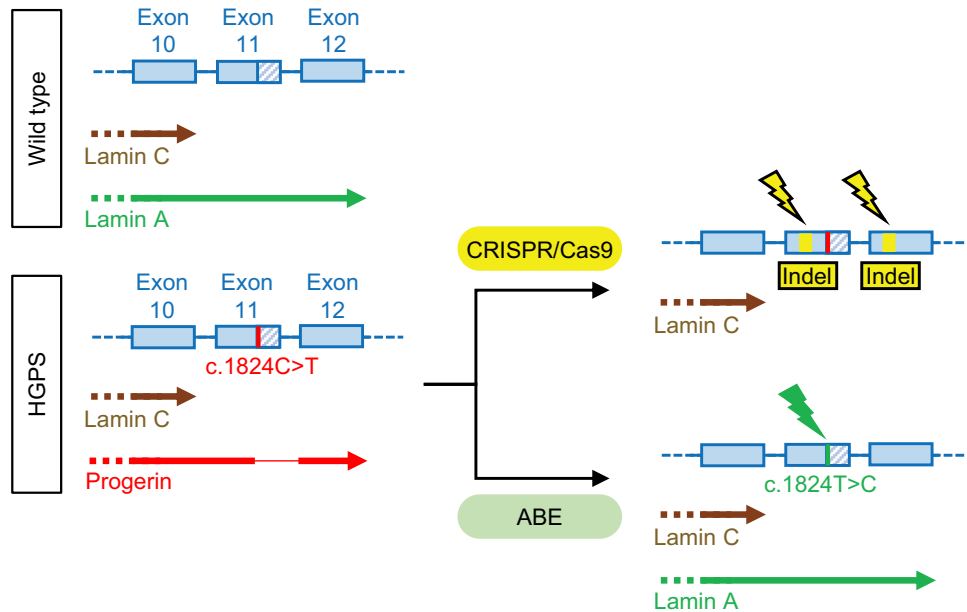 Wild type
Exon Exon Exon
10 11 12
Lamin C
Lamin A
HGPS
Exon Exon Exon
10 11 12
c.1824C>T
Lamin C
Progerin
CRISPR/Cas9
Indel Indel
Lamin C
ABE
c.1824T>C
Lamin C
Lamin A